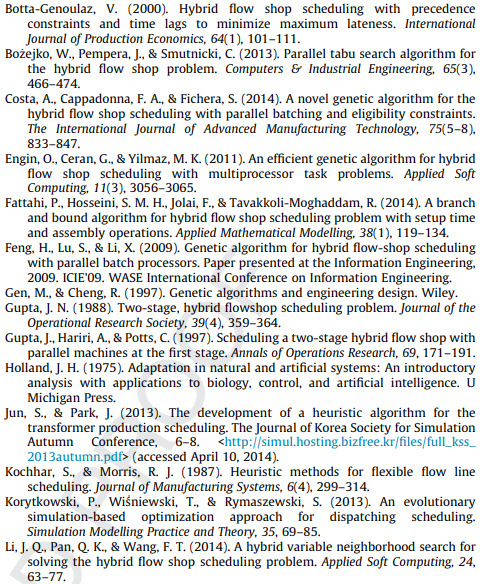 Botta-Genoulaz, V. (2000). Hybrid flow shop scheduling with precedence
constraints and time lags to minimize maximum lateness. International
Journal of Production Economics, 64(1), 101–111.
Bożejko, W., Pempera, J., & Smutnicki, C. (2013). Parallel tabu search algorithm for
the hybrid flow shop problem. Computers & Industrial Engineering, 65(3),
466–474.
Costa, A., Cappadonna, F. A., & Fichera, S. (2014). A novel genetic algorithm for the
hybrid flow shop scheduling with parallel batching and eligibility constraints.
The International Journal of Advanced Manufacturing Technology, 75(5–8),
833–847.
Engin, O., Ceran, G., & Yilmaz, M. K. (2011). An efficient genetic algorithm for hybrid
flow shop scheduling with multiprocessor task problems. Applied Soft
Computing, 11(3), 3056–3065.
Fattahi, P., Hosseini, S. M. H., Jolai, F., & Tavakkoli-Moghaddam, R. (2014). A branch
and bound algorithm for hybrid flow shop scheduling problem with setup time
and assembly operations. Applied Mathematical Modelling, 38(1), 119–134.
Feng, H., Lu, S., & Li, X. (2009). Genetic algorithm for hybrid flow-shop scheduling
with parallel batch processors. Paper presented at the Information Engineering,
2009. ICIE'09. WASE International Conference on Information Engineering.
Gen, M., & Cheng, R. (1997). Genetic algorithms and engineering design. Wiley.
Gupta, J. N. (1988). Two-stage, hybrid flowshop scheduling problem. Journal of the
Operational Research Society, 39(4), 359–364.
Gupta, J., Hariri, A., & Potts, C. (1997). Scheduling a two-stage hybrid flow shop with
parallel machines at the first stage. Annals of Operations Research, 69, 171–191.
Holland, J. H. (1975). Adaption in natural and artificial systems: An introductory
analysis with applications to biology, control, and artificial intelligence. U
Michigan Press.
Jun, S., & Park, J. (2013). The development of a heuristic algorithm for the
transformer production scheduling. The Journal of Korea Society for Simulation
Autumn Conference, 6–8. <http://simul.hosting.bizfree.kr/files/full_kss_
2013autumn.pdf> (accessed April 10, 2014).
Kochhar, S., & Morris, R. J. (1987). Heuristic methods for flexible flow line
scheduling. Journal of Manufacturing Systems, 6(4), 299–314.
Korytkowski, P., Wiśniewski, T., & Rymaszewski, S. (2013). An evolutionary
simulation-based optimization approach for dispatching scheduling.
Simulation Modelling Practice and Theory, 35, 69–85.
Li, J. Q., Pan, Q. K., & Wang, F. T. (2014). A hybrid variable neighborhood search for
solving the hybrid flow shop scheduling problem. Applied Soft Computing, 24,
63–77.